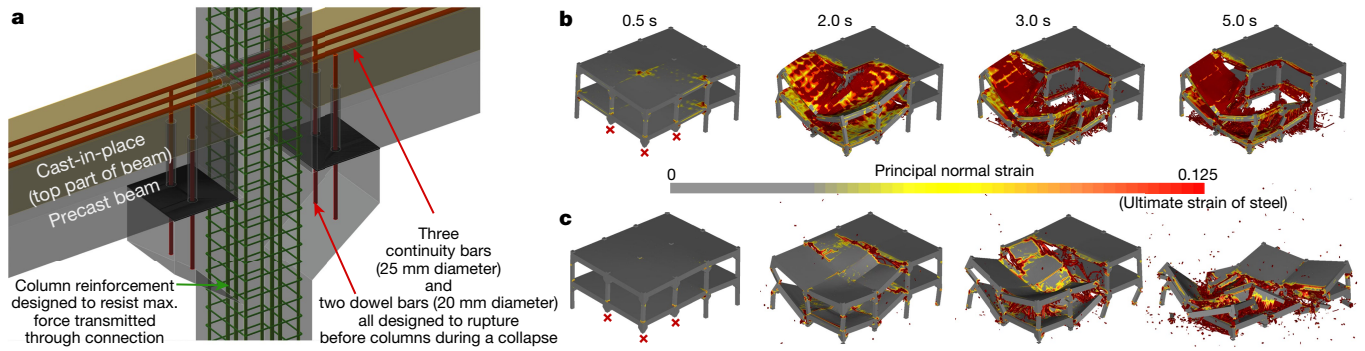 a
Cast-in-place
(top part of beam)
Precast beam
Column reinforcement
designed to resist max.
force transmitted
through connection
Three
continuity bars
(25 mm diameter)
and
two dowel bars (20 mm diameter)
all designed to rupture
before columns during a collapse
b
0.5 s
2.0 s
3.0 s
5.0 s
0
Principal normal strain
0.125
(Ultimate strain of steel)
c